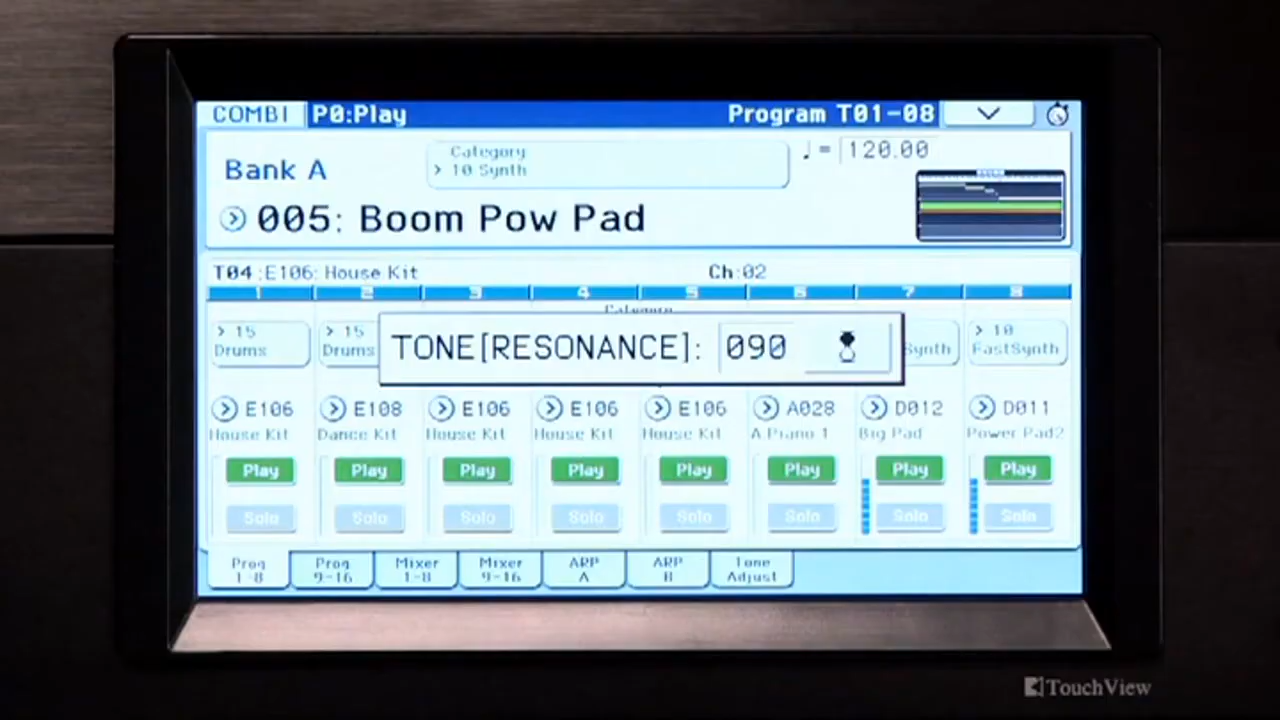 COMBI P0:Play Program T01-08
Bank A
Category
10 Synth
♩= 120.00
005: Boom Pow Pad
T04:E106: House Kit Ch:02
1 2 3 4 5 6 7 8
Category
15 Drums
15 Drums
TONE[RESONANCE]: 090
Synth
10 FastSynth
E106 E108 E106 E106 E106 A028 D012 D011
House Kit Dance Kit House Kit House Kit House Kit A.Piano 1 Big Pad Power Pad2
Play Play Play Play Play Play Play Play
Solo Solo Solo Solo Solo Solo Solo Solo
Prog 1-8 Prog 9-16 Mixer 1-8 Mixer 9-16 ARP A ARP B Tone Adjust
TouchView